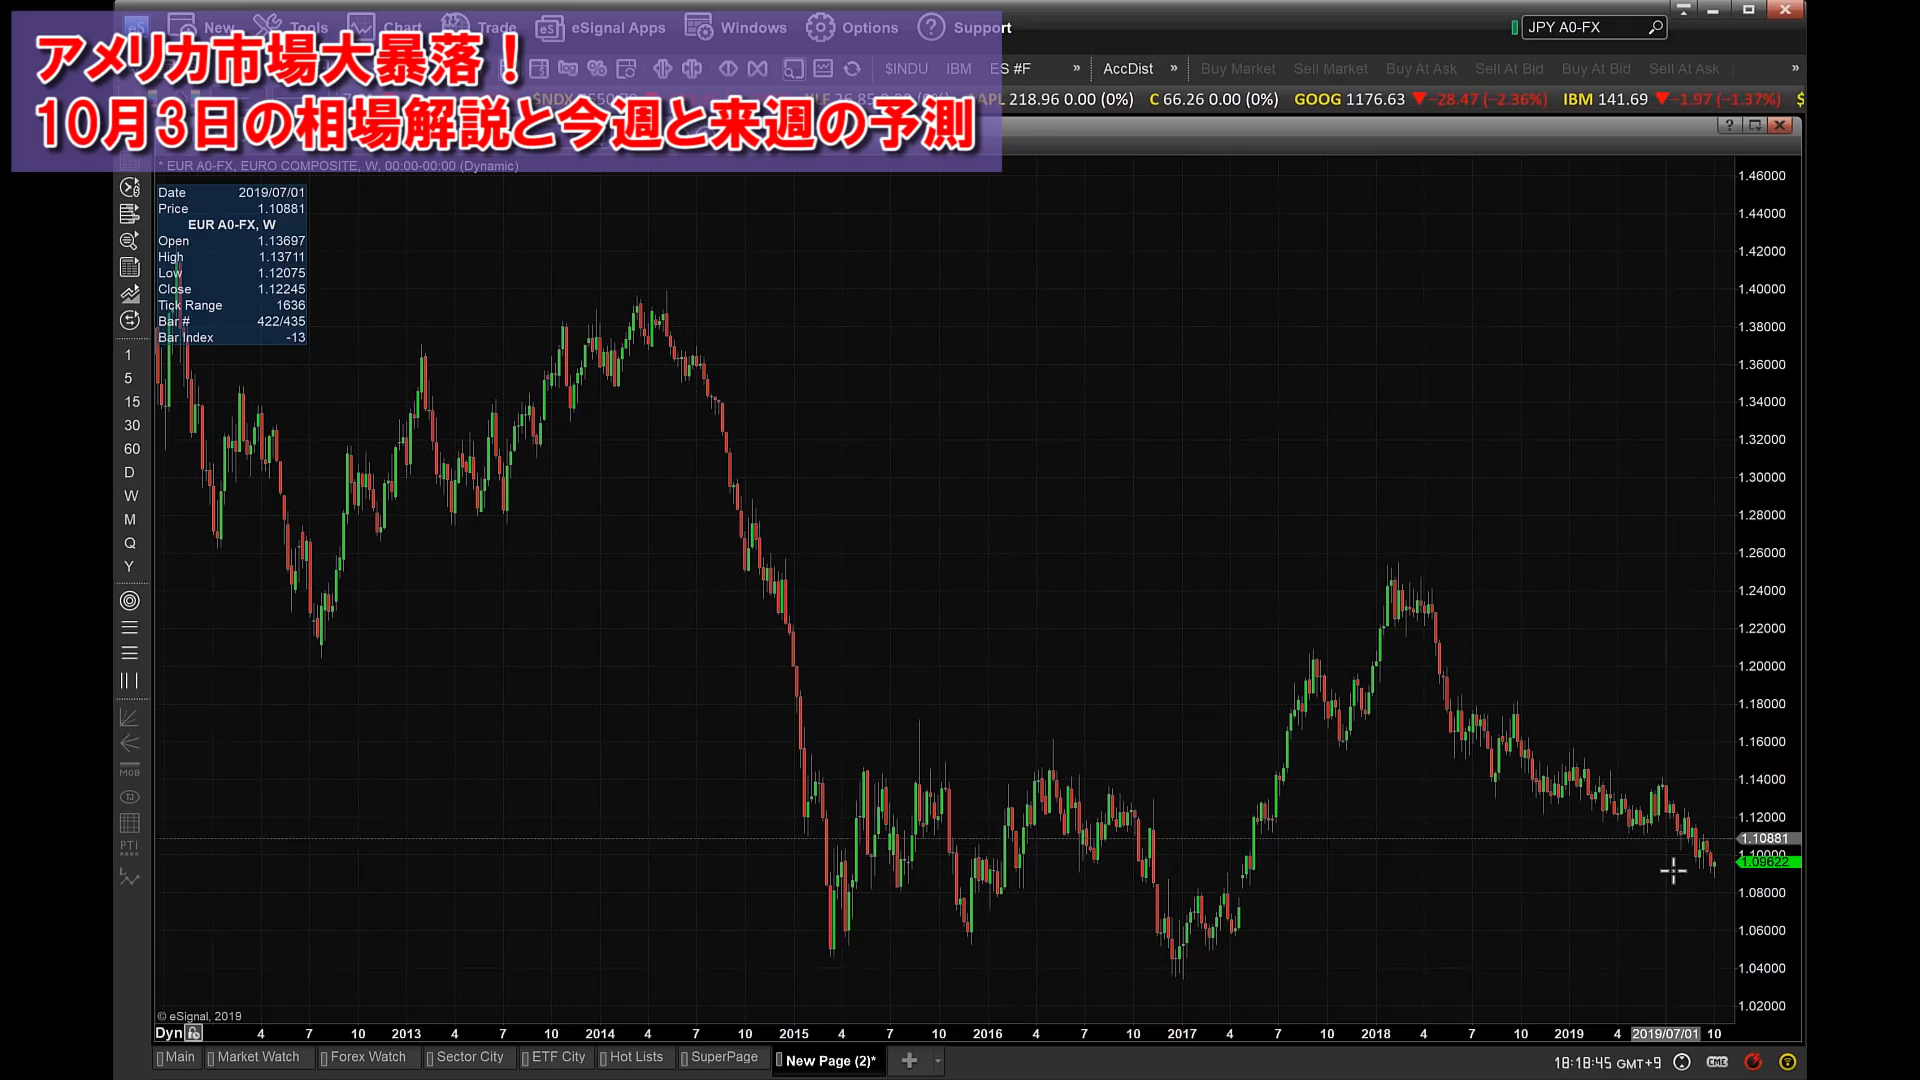 New Tools Chart Trade eSignal Apps Windows Options Support JPY A0-FX
アメリカ市場大暴落！
10月3日の相場解説と今週と来週の予測
$INDU IBM ES #F » AccDist » Buy Market Sell Market Buy At Ask Sell At Bid Buy At Bid Sell At Ask »
218.96 0.00 (0%) C 66.26 0.00 (0%) GOOG 1176.63 ▼-28.47 (-2.36%) IBM 141.69 ▼-1.97 (-1.37%) $
* EUR A0-FX, EURO COMPOSITE, W, 00:00-00:00 (Dynamic)
Date 2019/07/01
Price 1.10881
EUR A0-FX, W
Open 1.13697
High 1.13711
Low 1.12075
Close 1.12245
Tick Range 1636
Bar # 422/435
Bar Index -13
1
5
15
30
60
D
W
M
Q
Y
MOB
TJ
PTI
1.46000
1.44000
1.42000
1.40000
1.38000
1.36000
1.34000
1.32000
1.30000
1.28000
1.26000
1.24000
1.22000
1.20000
1.18000
1.16000
1.14000
1.12000
1.10881
1.10000
1.09622
1.08000
1.06000
1.04000
1.02000
© eSignal, 2019
Dyn 4 7 10 2013 4 7 10 2014 4 7 10 2015 4 7 10 2016 4 7 10 2017 4 7 10 2018 4 7 10 2019 4 2019/07/01 10
Main Market Watch Forex Watch Sector City ETF City Hot Lists SuperPage New Page (2)*
18:18:45 GMT+9 CME